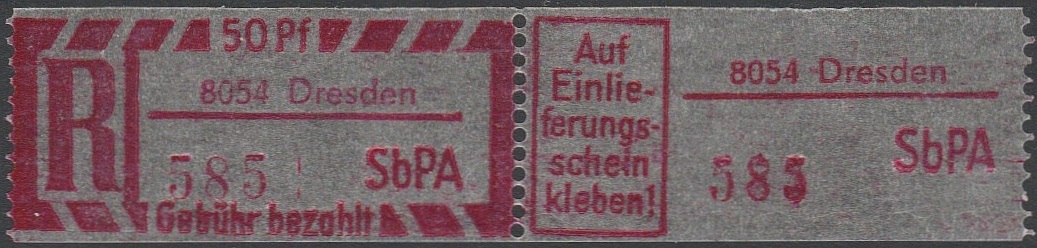 50 Pf
R
8054 Dresden
585
SbPA
Gebühr bezahlt
Auf
Einlie-
ferungs-
schein
kleben!
8054 Dresden
585
SbPA